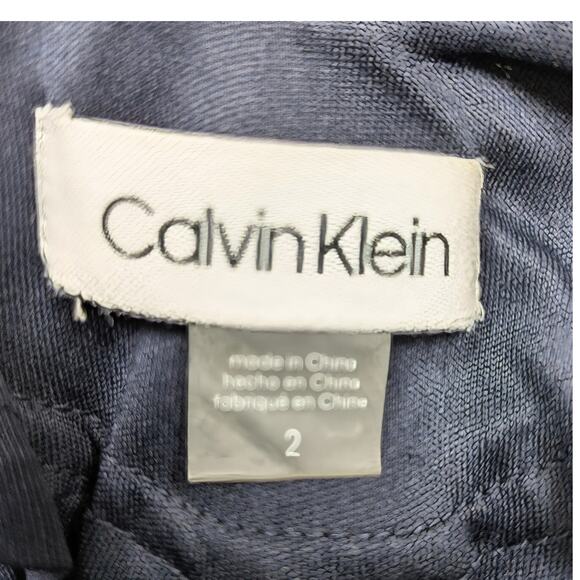 Calvin Klein
made in China
hecho en China
fabriqué en Chine
2